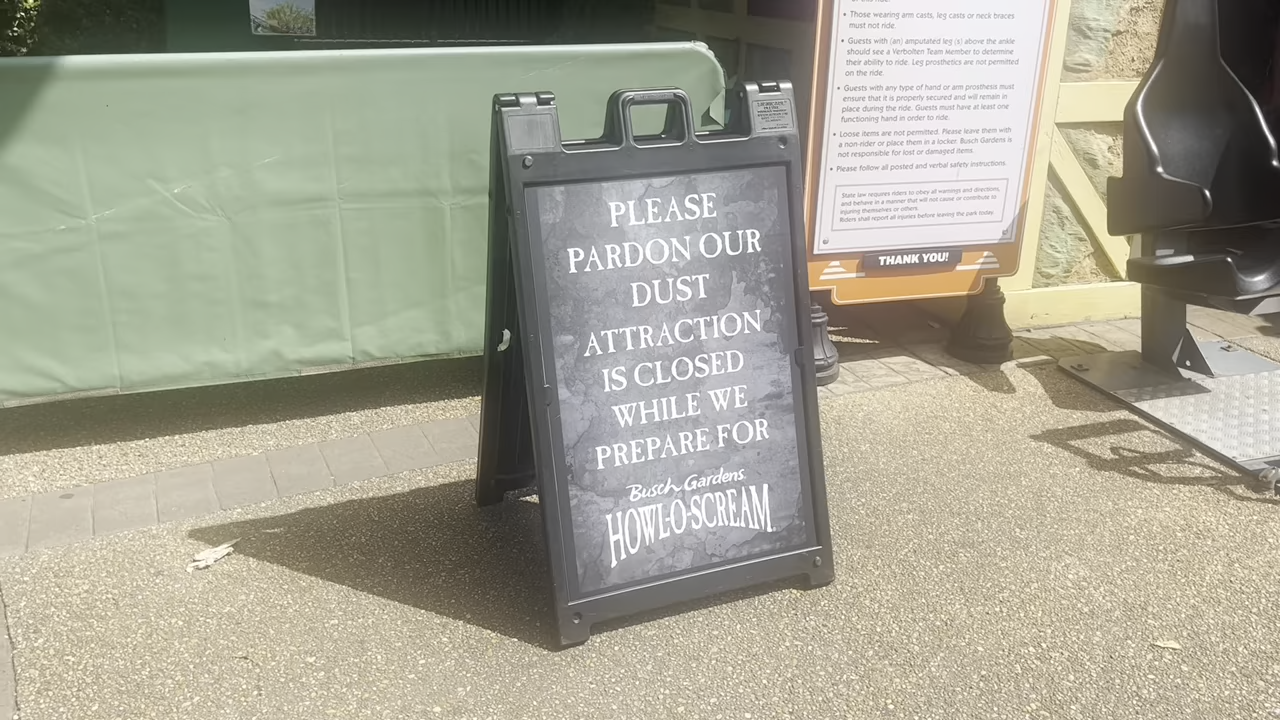 PLEASE
PARDON OUR
DUST
ATTRACTION
IS CLOSED
WHILE WE
PREPARE FOR
Busch Gardens
HOWL-O-SCREAM
• Those wearing arm casts, leg casts or neck braces
must not ride.
• Guests with (an) amputated leg (s) above the ankle
should see a Verbolten Team Member to determine
their ability to ride. Leg prosthetics are not permitted
on the ride.
• Guests with any type of hand or arm prosthesis must
ensure that it is properly secured and will remain in
place during the ride. Guests must have at least one
functioning hand in order to ride.
• Loose items are not permitted. Please leave them with
a non-rider or place them in a locker. Busch Gardens is
not responsible for lost or damaged items.
• Please follow all posted and verbal safety instructions.
State law requires riders to obey all warnings and directions,
and behave in a manner that will not cause or contribute to
injuring themselves or others.
Riders shall report all injuries before leaving the park today.
THANK YOU!